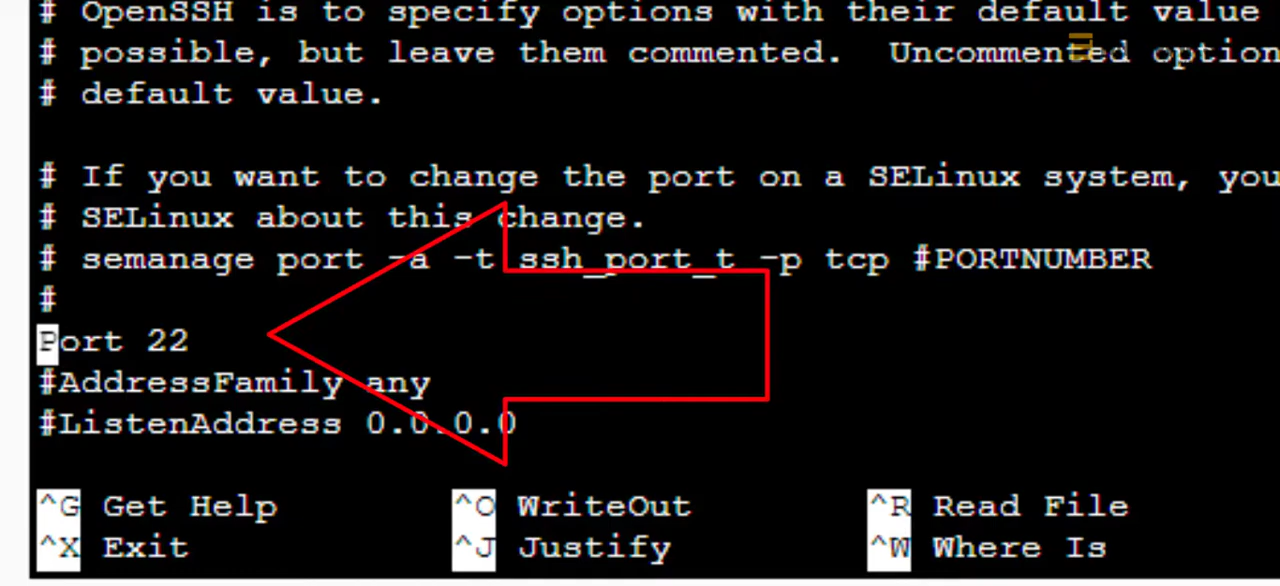 # OpenSSH is to specify options with their default value
# possible, but leave them commented.  Uncommented option
# default value.
# If you want to change the port on a SELinux system, you
# SELinux about this change.
# semanage port -a -t ssh_port_t -p tcp #PORTNUMBER
#
Port 22
#AddressFamily any
#ListenAddress 0.0.0.0
^G Get Help ^O WriteOut ^R Read File
^X Exit ^J Justify ^W Where Is